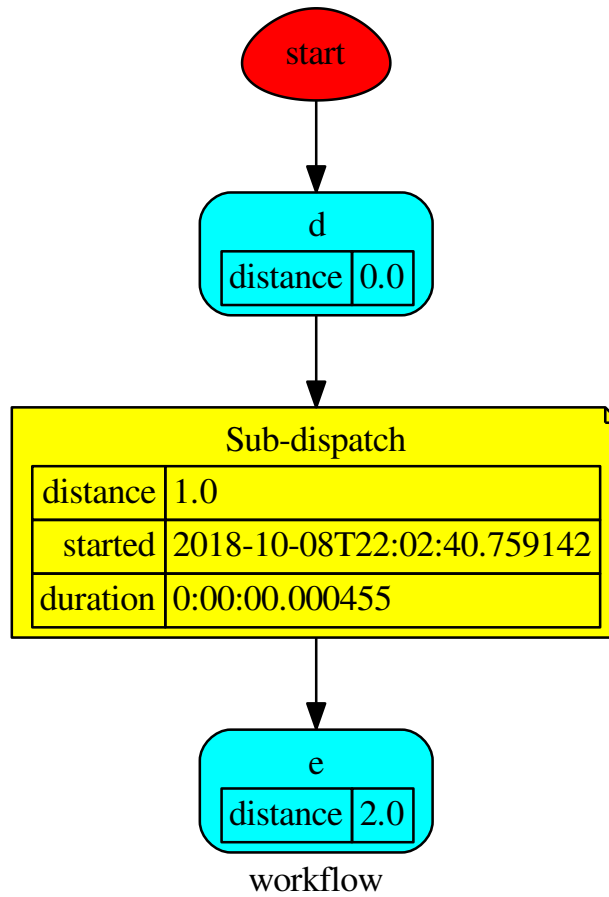 start
d
distance 0.0
Sub-dispatch
distance 1.0
started 2018-10-08T22:02:40.759142
duration 0:00:00.000455
e
distance 2.0
workflow